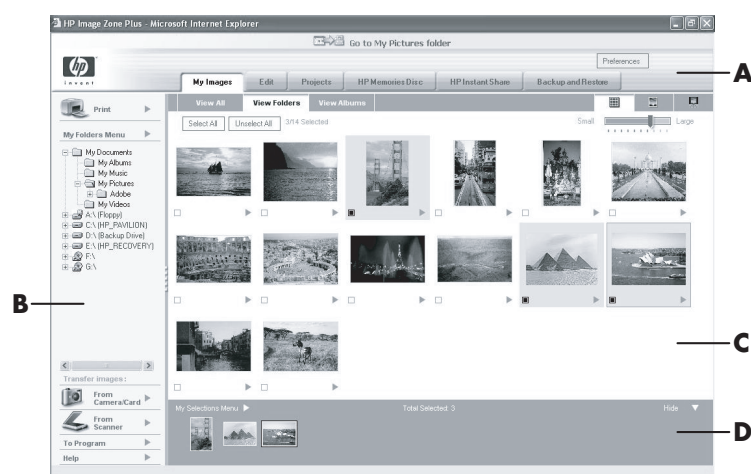 HP Image Zone Plus - Microsoft Internet Explorer
Go to My Pictures folder
hp
invent
Preferences
A
My Images Edit Projects HP Memories Disc HP Instant Share Backup and Restore
Print
View All View Folders View Albums
Select All Unselect All 3/14 Selected Small Large
My Folders Menu
My Documents
My Albums
My Music
My Pictures
Adobe
My Videos
A:\ (Floppy)
C:\ (HP_PAVILION)
D:\ (Backup Drive)
E:\ (HP_RECOVERY)
F:\
G:\
B
C
Transfer images:
From
Camera/Card
From
Scanner
To Program
Help
My Selections Menu Total Selected: 3 Hide
D